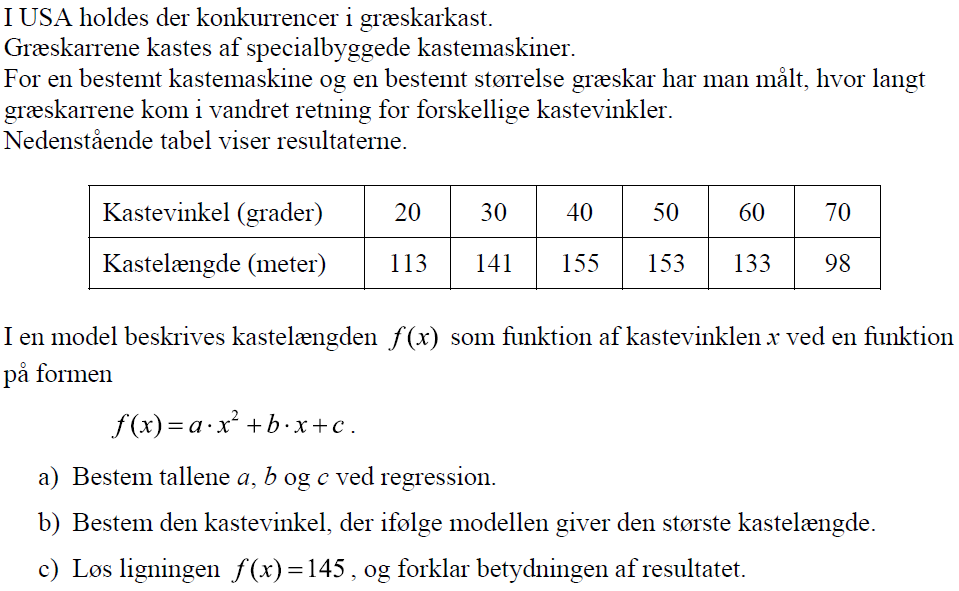 I USA holdes der konkurrencer i græskarkast.
Græskarrene kastes af specialbyggede kastemaskiner.
For en bestemt kastemaskine og en bestemt størrelse græskar har man målt, hvor langt
græskarrene kom i vandret retning for forskellige kastevinkler.
Nedenstående tabel viser resultaterne.
Kastevinkel (grader) 20 30 40 50 60 70
Kastelængde (meter) 113 141 155 153 133 98
I en model beskrives kastelængden f(x) som funktion af kastevinklen x ved en funktion
på formen
f(x) = a · x² + b · x + c .
a) Bestem tallene a, b og c ved regression.
b) Bestem den kastevinkel, der ifølge modellen giver den største kastelængde.
c) Løs ligningen f(x) = 145 , og forklar betydningen af resultatet.